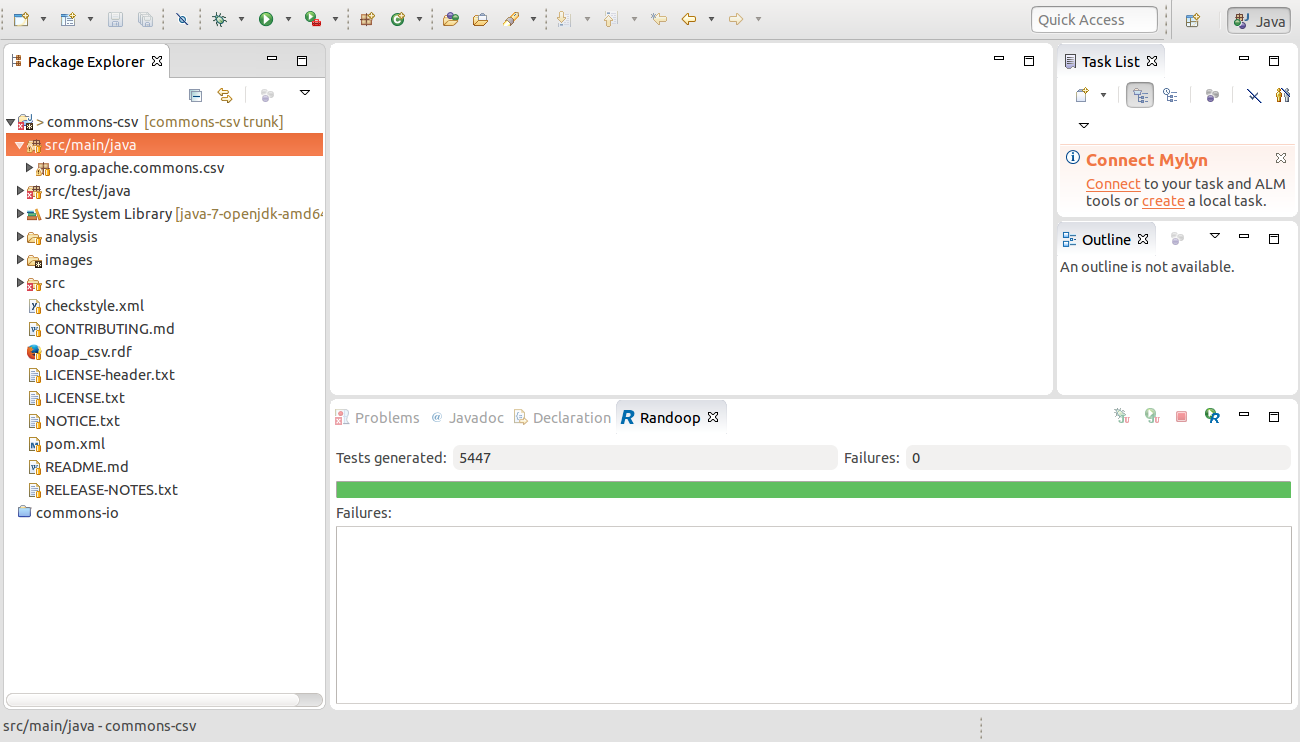 Quick Access
Java
Package Explorer
> commons-csv [commons-csv trunk]
src/main/java
org.apache.commons.csv
src/test/java
JRE System Library [java-7-openjdk-amd64
analysis
images
src
checkstyle.xml
CONTRIBUTING.md
doap_csv.rdf
LICENSE-header.txt
LICENSE.txt
NOTICE.txt
pom.xml
README.md
RELEASE-NOTES.txt
commons-io
Task List
Connect Mylyn
Connect to your task and ALM
tools or create a local task.
Outline
An outline is not available.
Problems @ Javadoc Declaration R Randoop
Tests generated: 5447 Failures: 0
Failures:
src/main/java - commons-csv